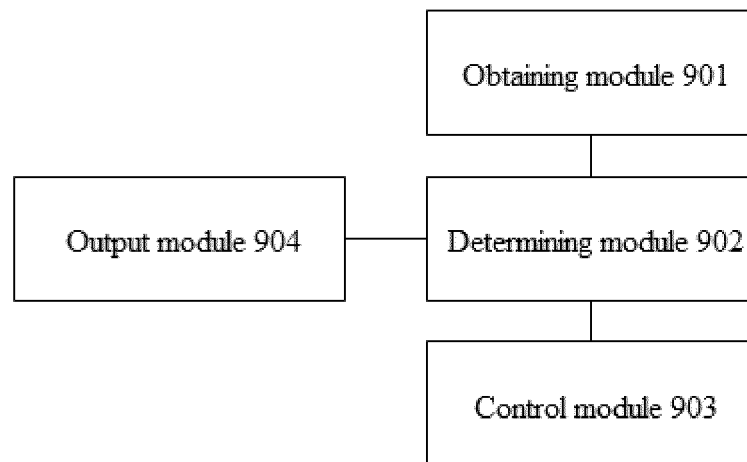 Obtaining module 901
Output module 904
Determining module 902
Control module 903